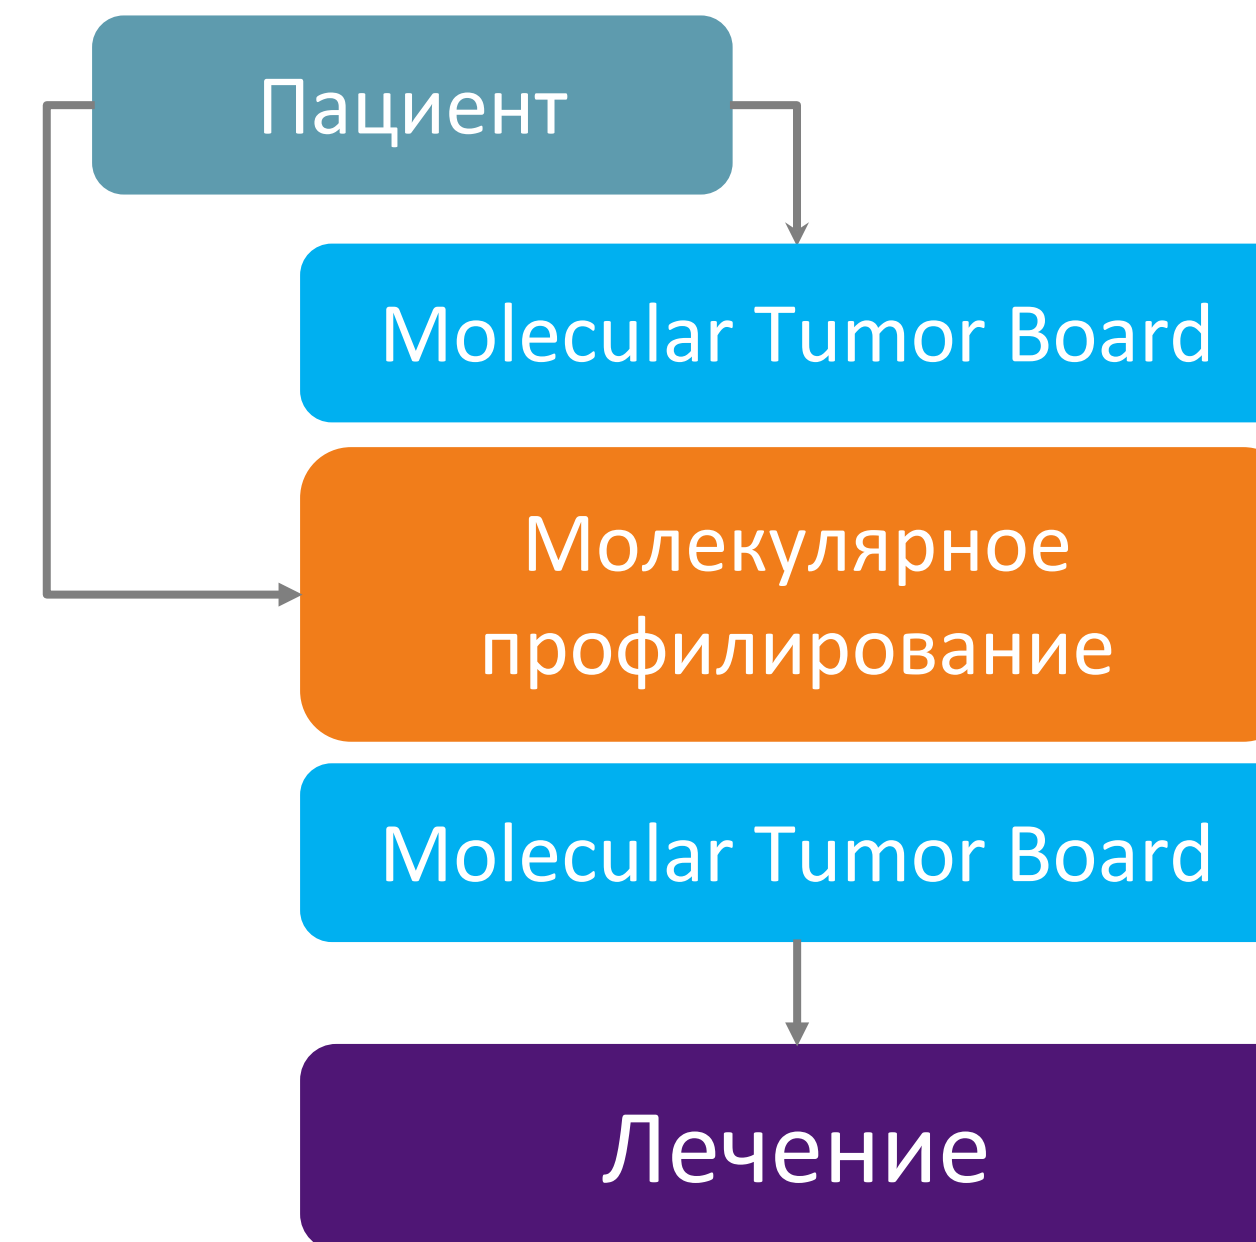 Пациент
Molecular Tumor Board
Молекулярное
профилирование
Molecular Tumor Board
Лечение